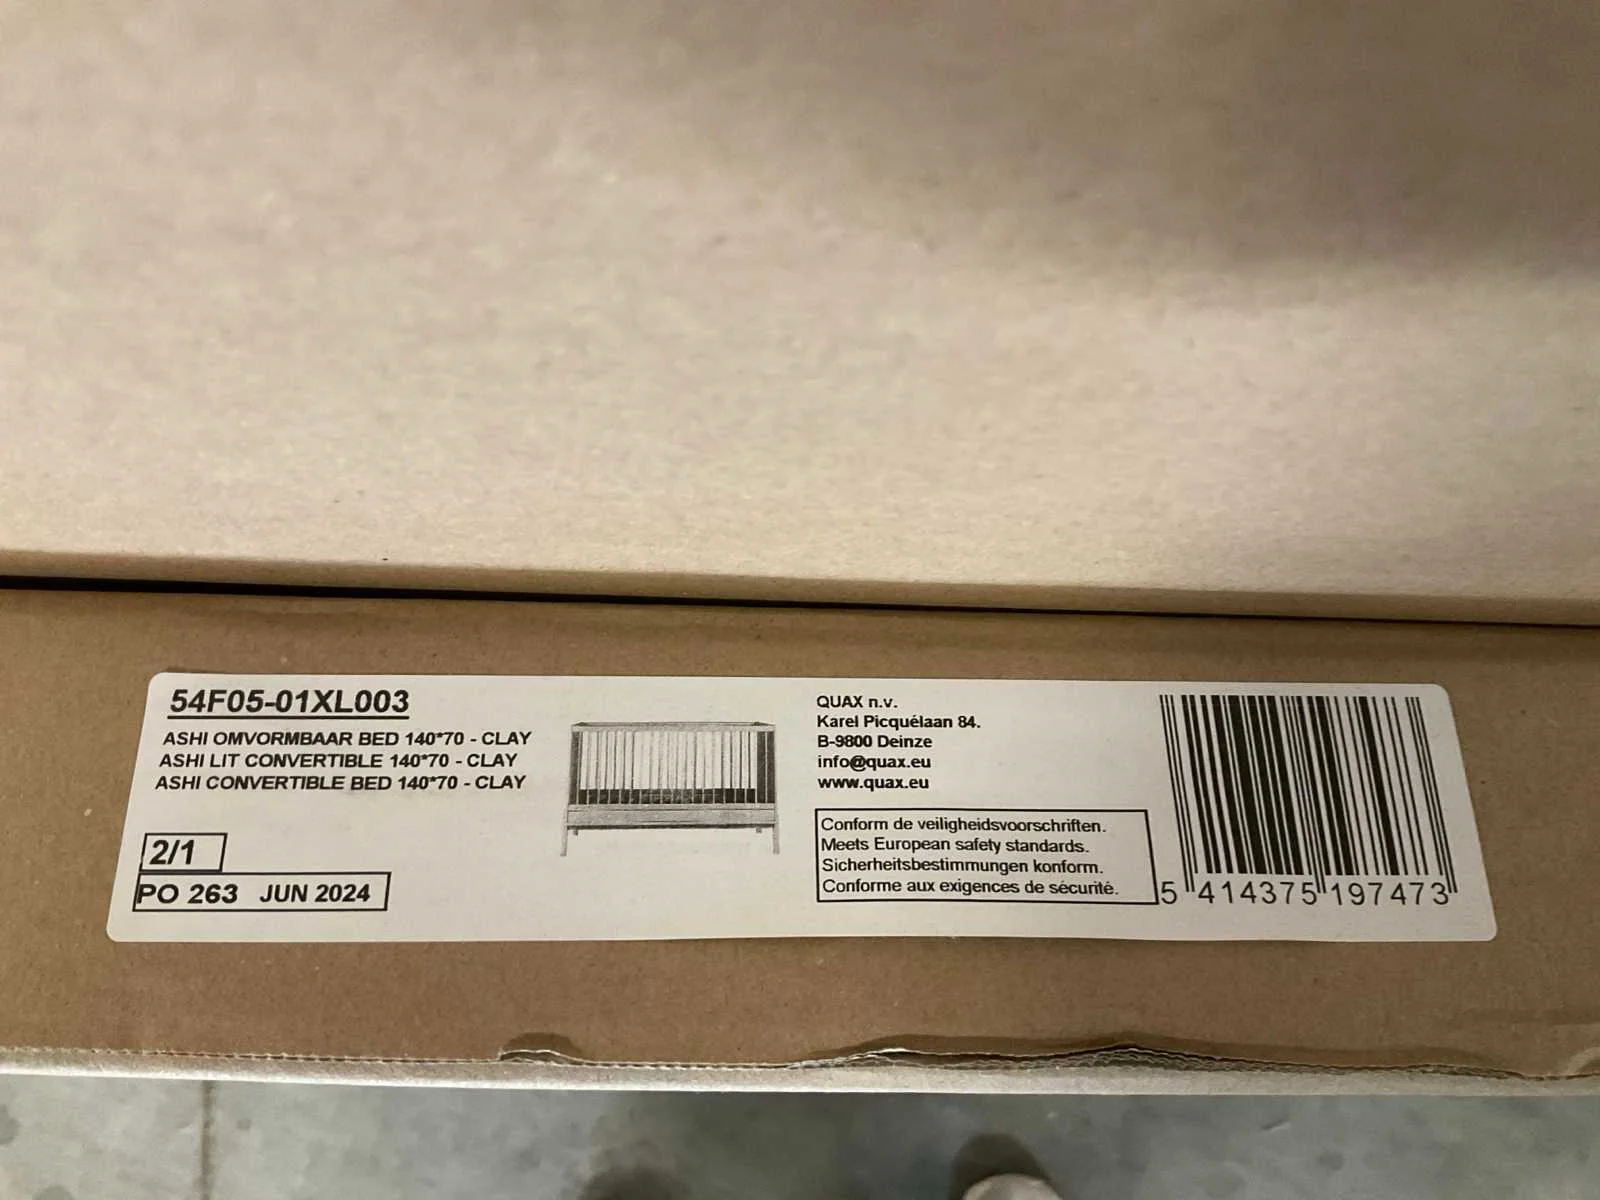 54F05-01XL003
ASHI OMVORMBAAR BED 140*70 - CLAY
ASHI LIT CONVERTIBLE 140*70 - CLAY
ASHI CONVERTIBLE BED 140*70 - CLAY
2/1
PO 263 JUN 2024
QUAX n.v.
Karel Picquélaan 84.
B-9800 Deinze
info@quax.eu
www.quax.eu
Conform de veiligheidsvoorschriften.
Meets European safety standards.
Sicherheitsbestimmungen konform.
Conforme aux exigences de sécurité.
5 414375 197473